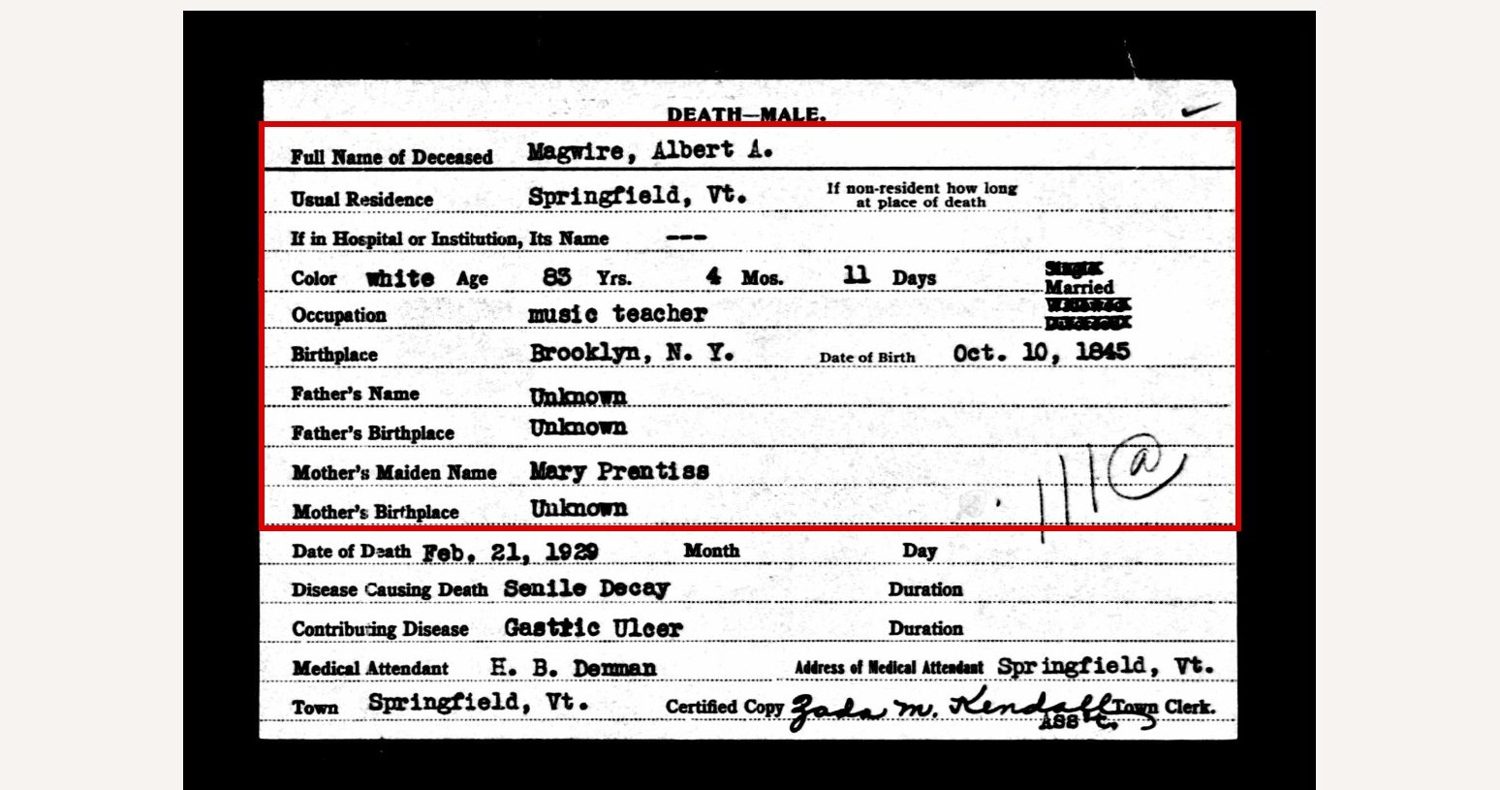 DEATH—MALE.
Full Name of Deceased Magwire, Albert A.
Usual Residence Springfield, Vt. If non-resident how long
at place of death
If in Hospital or Institution, Its Name ---
Color white Age 83 Yrs. 4 Mos. 11 Days Single
Married
Widowed
Divorced
Occupation music teacher
Birthplace Brooklyn, N. Y. Date of Birth Oct. 10, 1845
Father's Name Unknown
Father's Birthplace Unknown
Mother's Maiden Name Mary Prentiss
Mother's Birthplace Unknown
111 a
Date of Death Feb. 21, 1929 Month Day
Disease Causing Death Senile Decay Duration
Contributing Disease Gastric Ulcer Duration
Medical Attendant H. B. Denman Address of Medical Attendant Springfield, Vt.
Town Springfield, Vt. Certified Copy Zada M. Kendall Town Clerk.
ASS't.